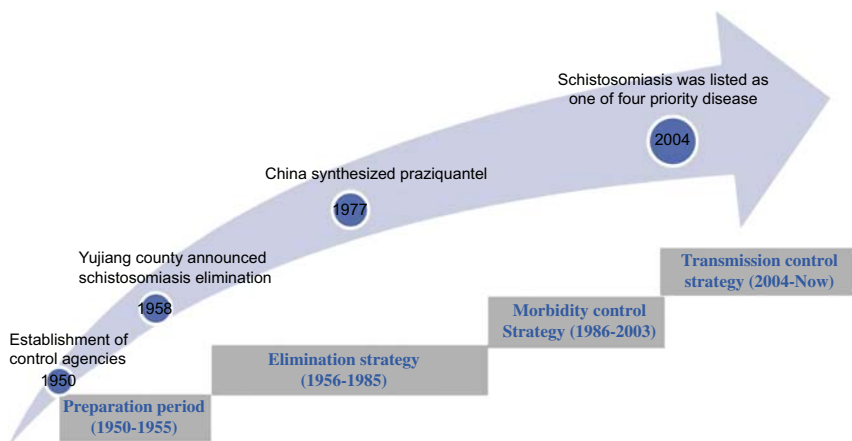 Schistosomiasis was listed as
one of four priority disease
2004
China synthesized praziquantel
1977
Yujiang county announced
schistosomiasis elimination
1958
Establishment of
control agencies
1950
Transmission control
strategy (2004-Now)
Morbidity control
Strategy (1986-2003)
Elimination strategy
(1956-1985)
Preparation period
(1950-1955)